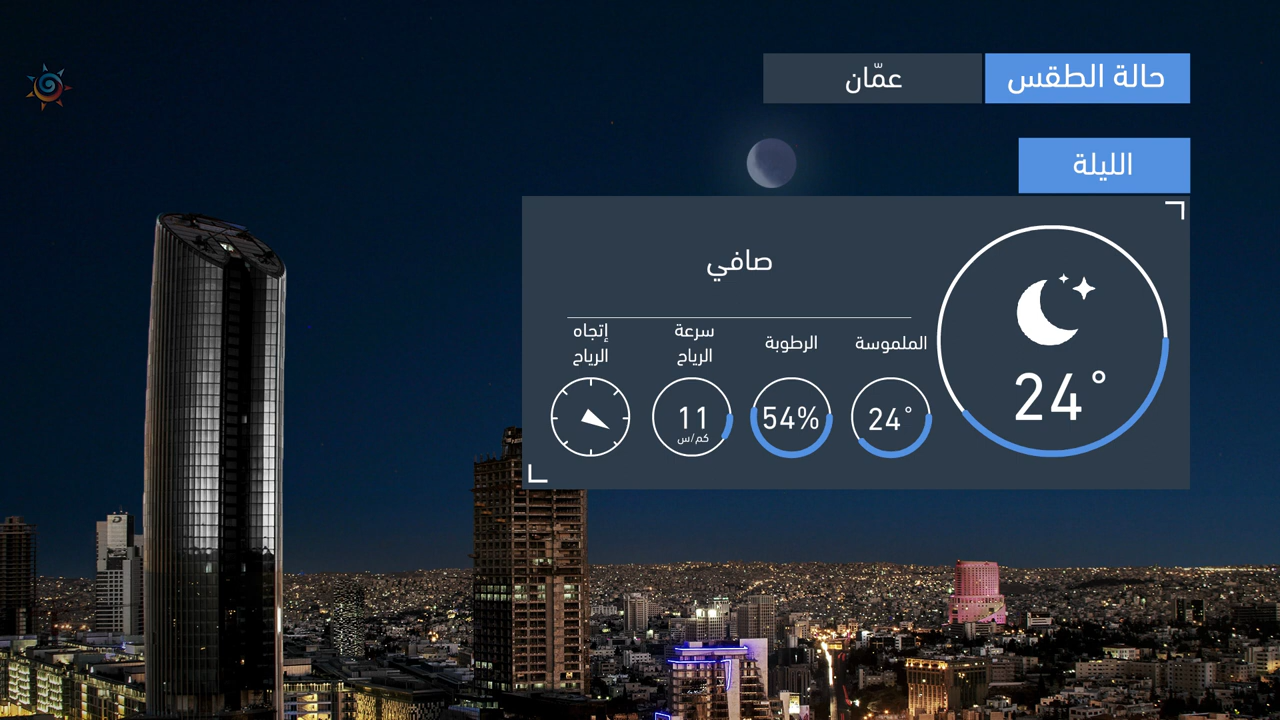 حالة الطقس
عمّان
الليلة
صافي
24°
الملموسة
24°
الرطوبة
54%
سرعة
الرياح
11
كم/س
إتجاه
الرياح